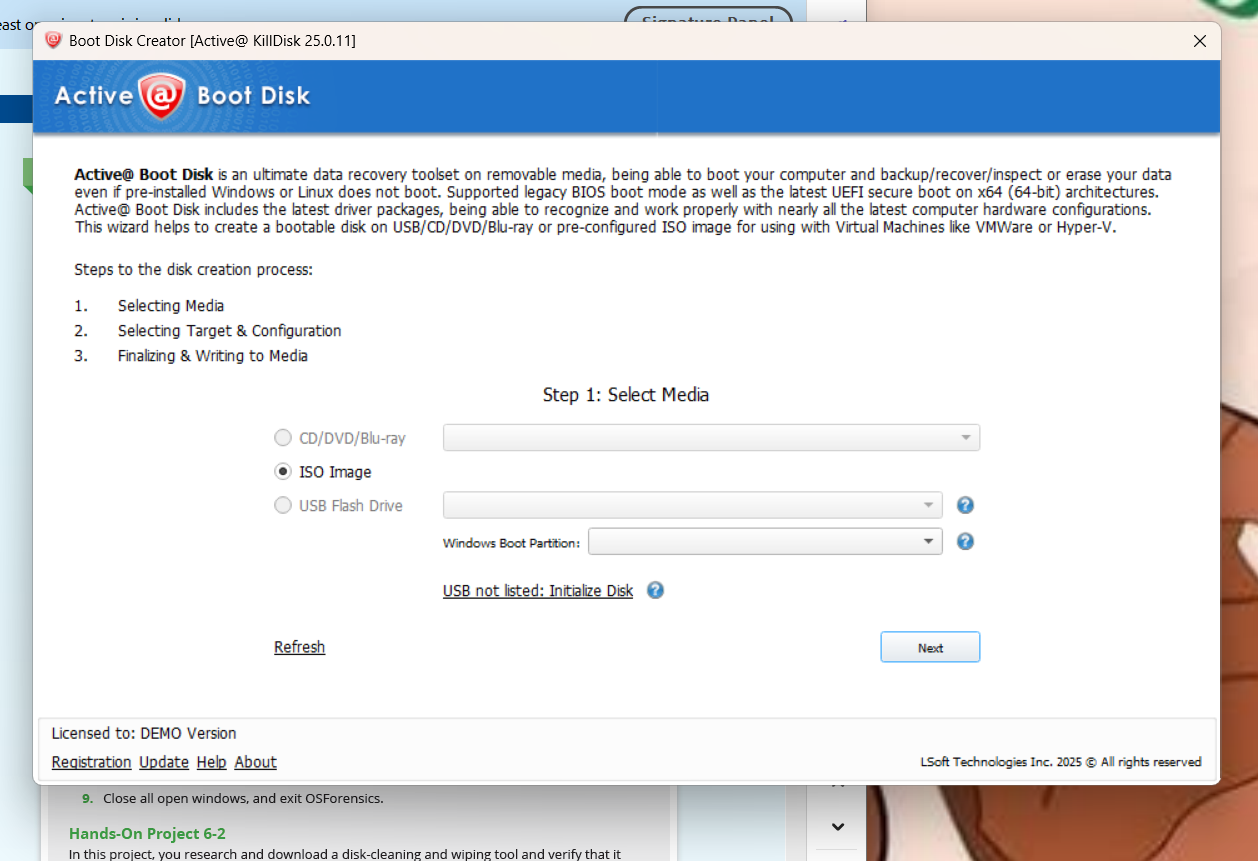 Signature Panel
Boot Disk Creator [Active@ KillDisk 25.0.11]
Active @ Boot Disk
Active@ Boot Disk is an ultimate data recovery toolset on removable media, being able to boot your computer and backup/recover/inspect or erase your data
even if pre-installed Windows or Linux does not boot. Supported legacy BIOS boot mode as well as the latest UEFI secure boot on x64 (64-bit) architectures.
Active@ Boot Disk includes the latest driver packages, being able to recognize and work properly with nearly all the latest computer hardware configurations.
This wizard helps to create a bootable disk on USB/CD/DVD/Blu-ray or pre-configured ISO image for using with Virtual Machines like VMWare or Hyper-V.
Steps to the disk creation process:
1. Selecting Media
2. Selecting Target & Configuration
3. Finalizing & Writing to Media
Step 1: Select Media
CD/DVD/Blu-ray
ISO Image
USB Flash Drive
Windows Boot Partition:
USB not listed: Initialize Disk
Refresh
Next
Licensed to: DEMO Version
Registration Update Help About
LSoft Technologies Inc. 2025 © All rights reserved
9. Close all open windows, and exit OSForensics.
Hands-On Project 6-2
In this project, you research and download a disk-cleaning and wiping tool and verify that it